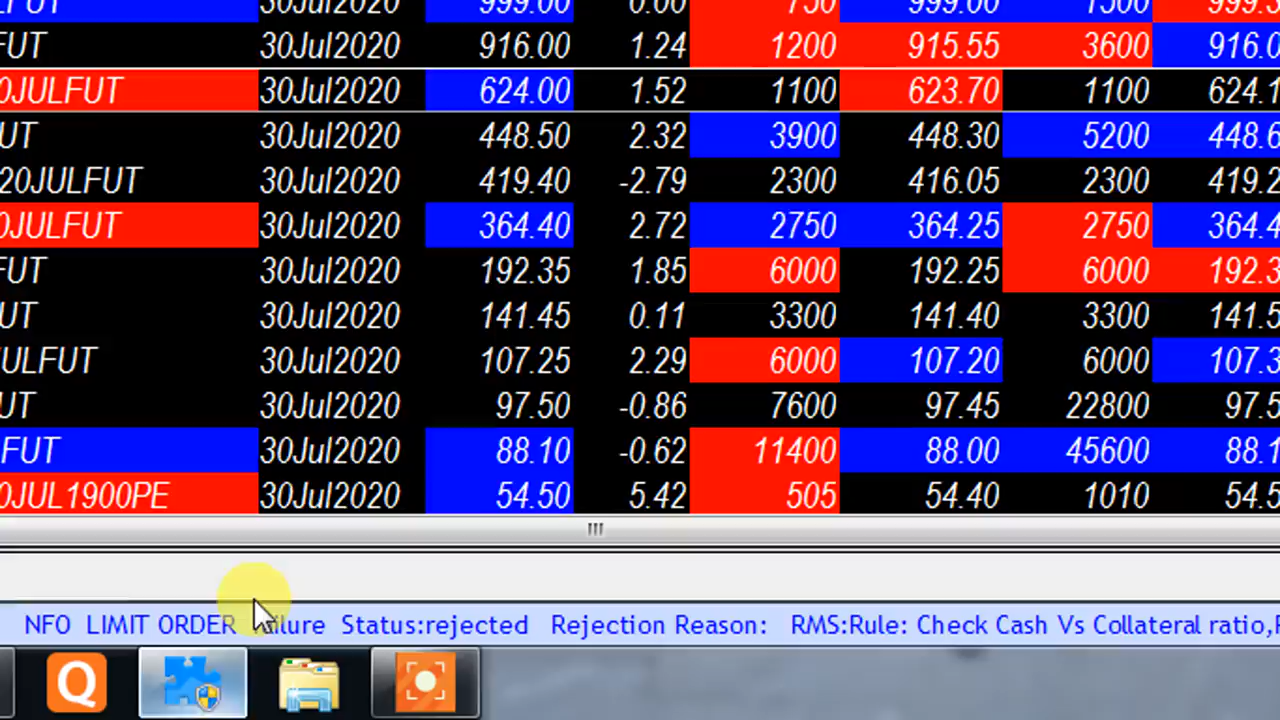 LFUT 30Jul2020 999.00 0.00 750 999.00 1500 999.
FUT 30Jul2020 916.00 1.24 1200 915.55 3600 916.0
0JULFUT 30Jul2020 624.00 1.52 1100 623.70 1100 624.1
UT 30Jul2020 448.50 2.32 3900 448.30 5200 448.6
20JULFUT 30Jul2020 419.40 -2.79 2300 416.05 2300 419.2
0JULFUT 30Jul2020 364.40 2.72 2750 364.25 2750 364.4
FUT 30Jul2020 192.35 1.85 6000 192.25 6000 192.3
UT 30Jul2020 141.45 0.11 3300 141.40 3300 141.5
JULFUT 30Jul2020 107.25 2.29 6000 107.20 6000 107.3
UT 30Jul2020 97.50 -0.86 7600 97.45 22800 97.5
FUT 30Jul2020 88.10 -0.62 11400 88.00 45600 88.1
0JUL1900PE 30Jul2020 54.50 5.42 505 54.40 1010 54.5
NFO LIMIT ORDER ailure Status:rejected Rejection Reason: RMS:Rule: Check Cash Vs Collateral ratio,
Q